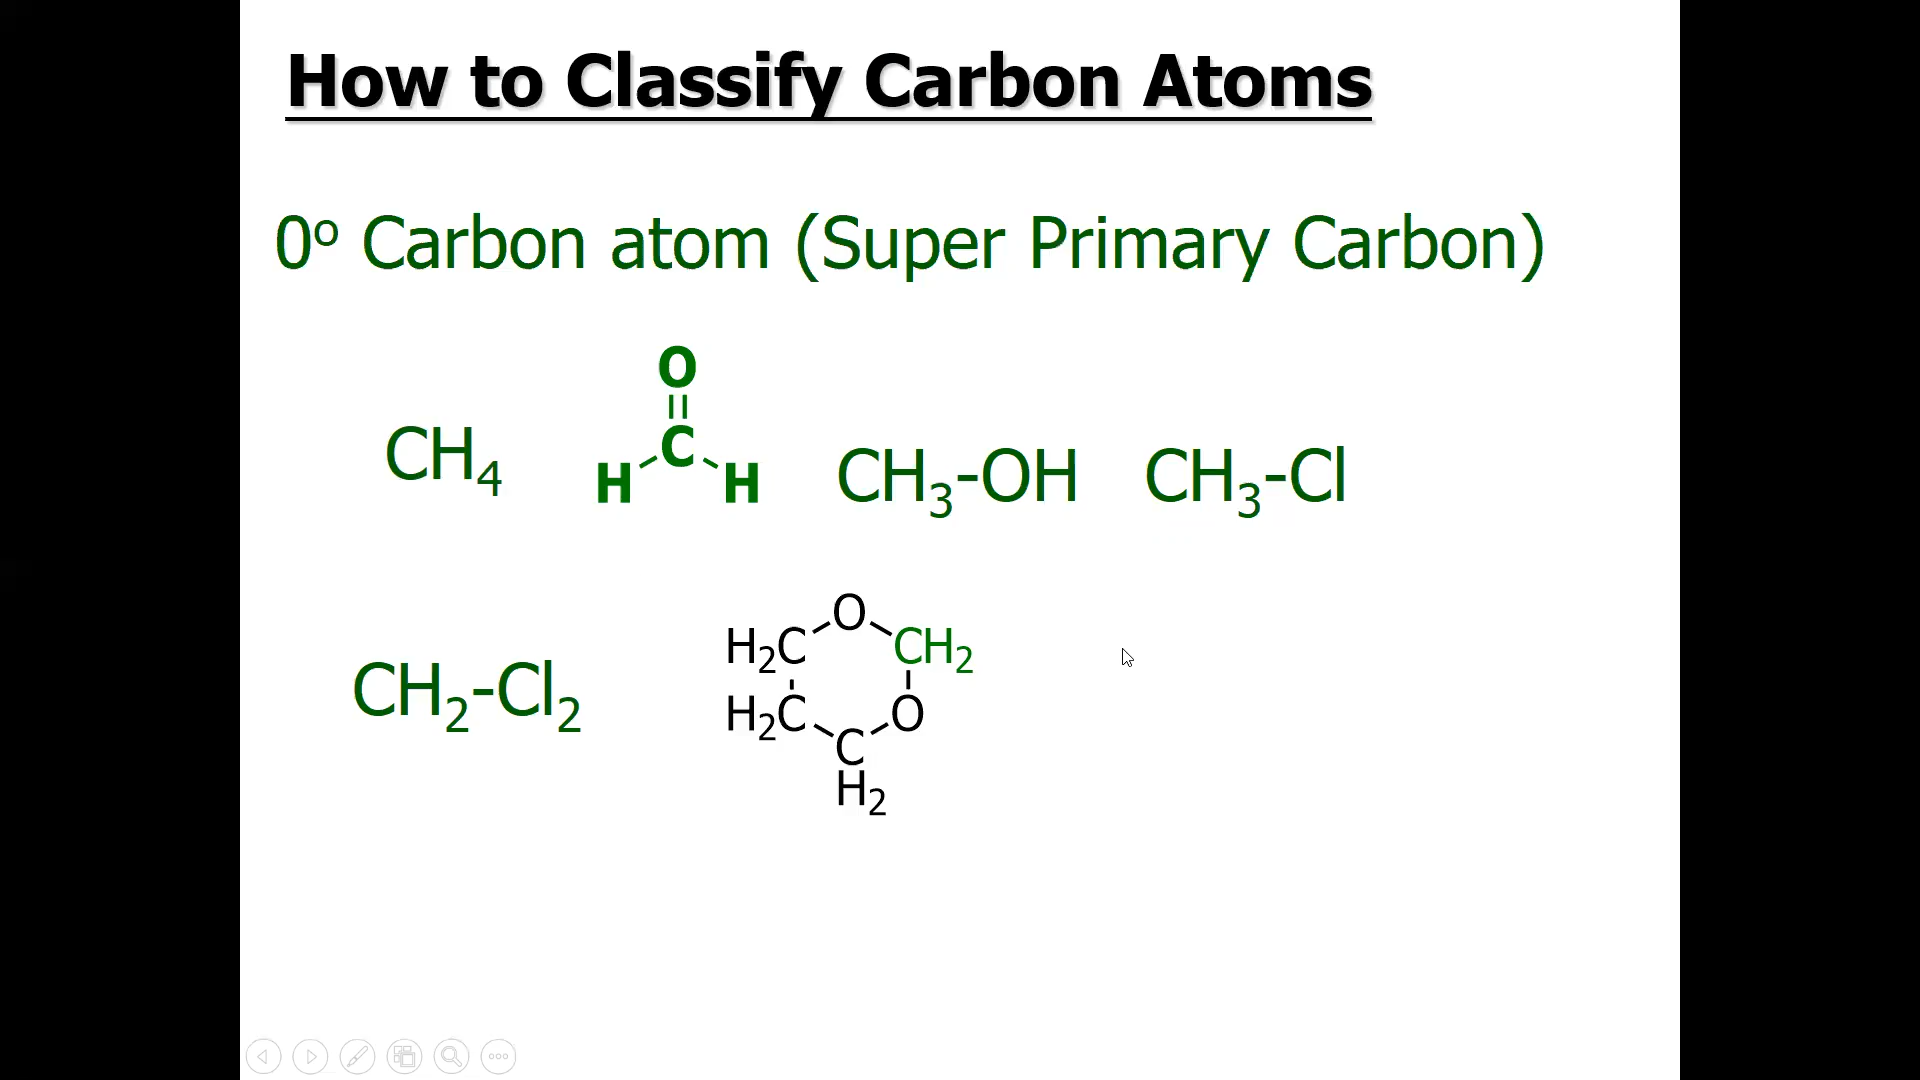 How to Classify Carbon Atoms
0º Carbon atom (Super Primary Carbon)
CH₄
O
C
H H
CH₃-OH CH₃-Cl
CH₂-Cl₂
O
H₂C CH₂
H₂C O
C
H₂